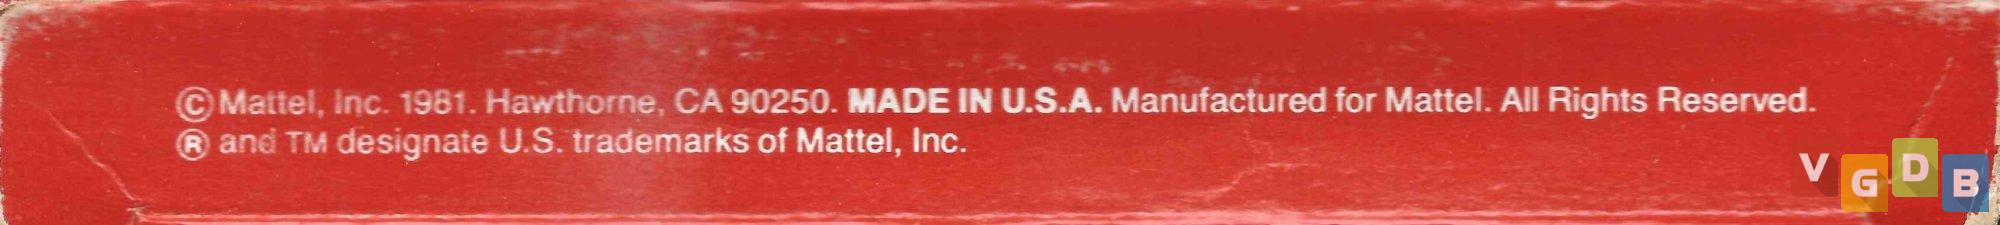 ©Mattel, Inc. 1981. Hawthorne, CA 90250. MADE IN U.S.A. Manufactured for Mattel. All Rights Reserved.
® and TM designate U.S. trademarks of Mattel, Inc.
VGDB